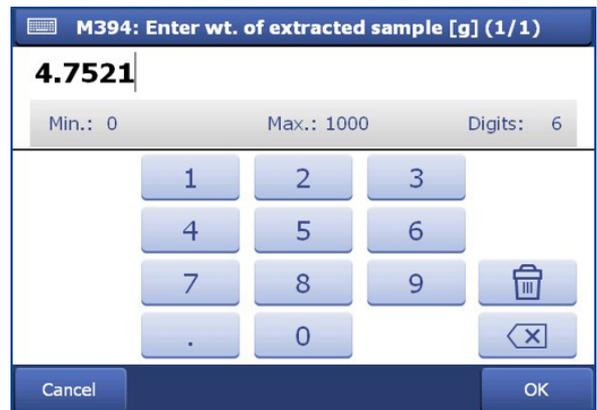 M394: Enter wt. of extracted sample [g] (1/1)
4.7521
Min.: 0 Max.: 1000 Digits: 6
1 2 3
4 5 6
7 8 9
. 0
Cancel OK